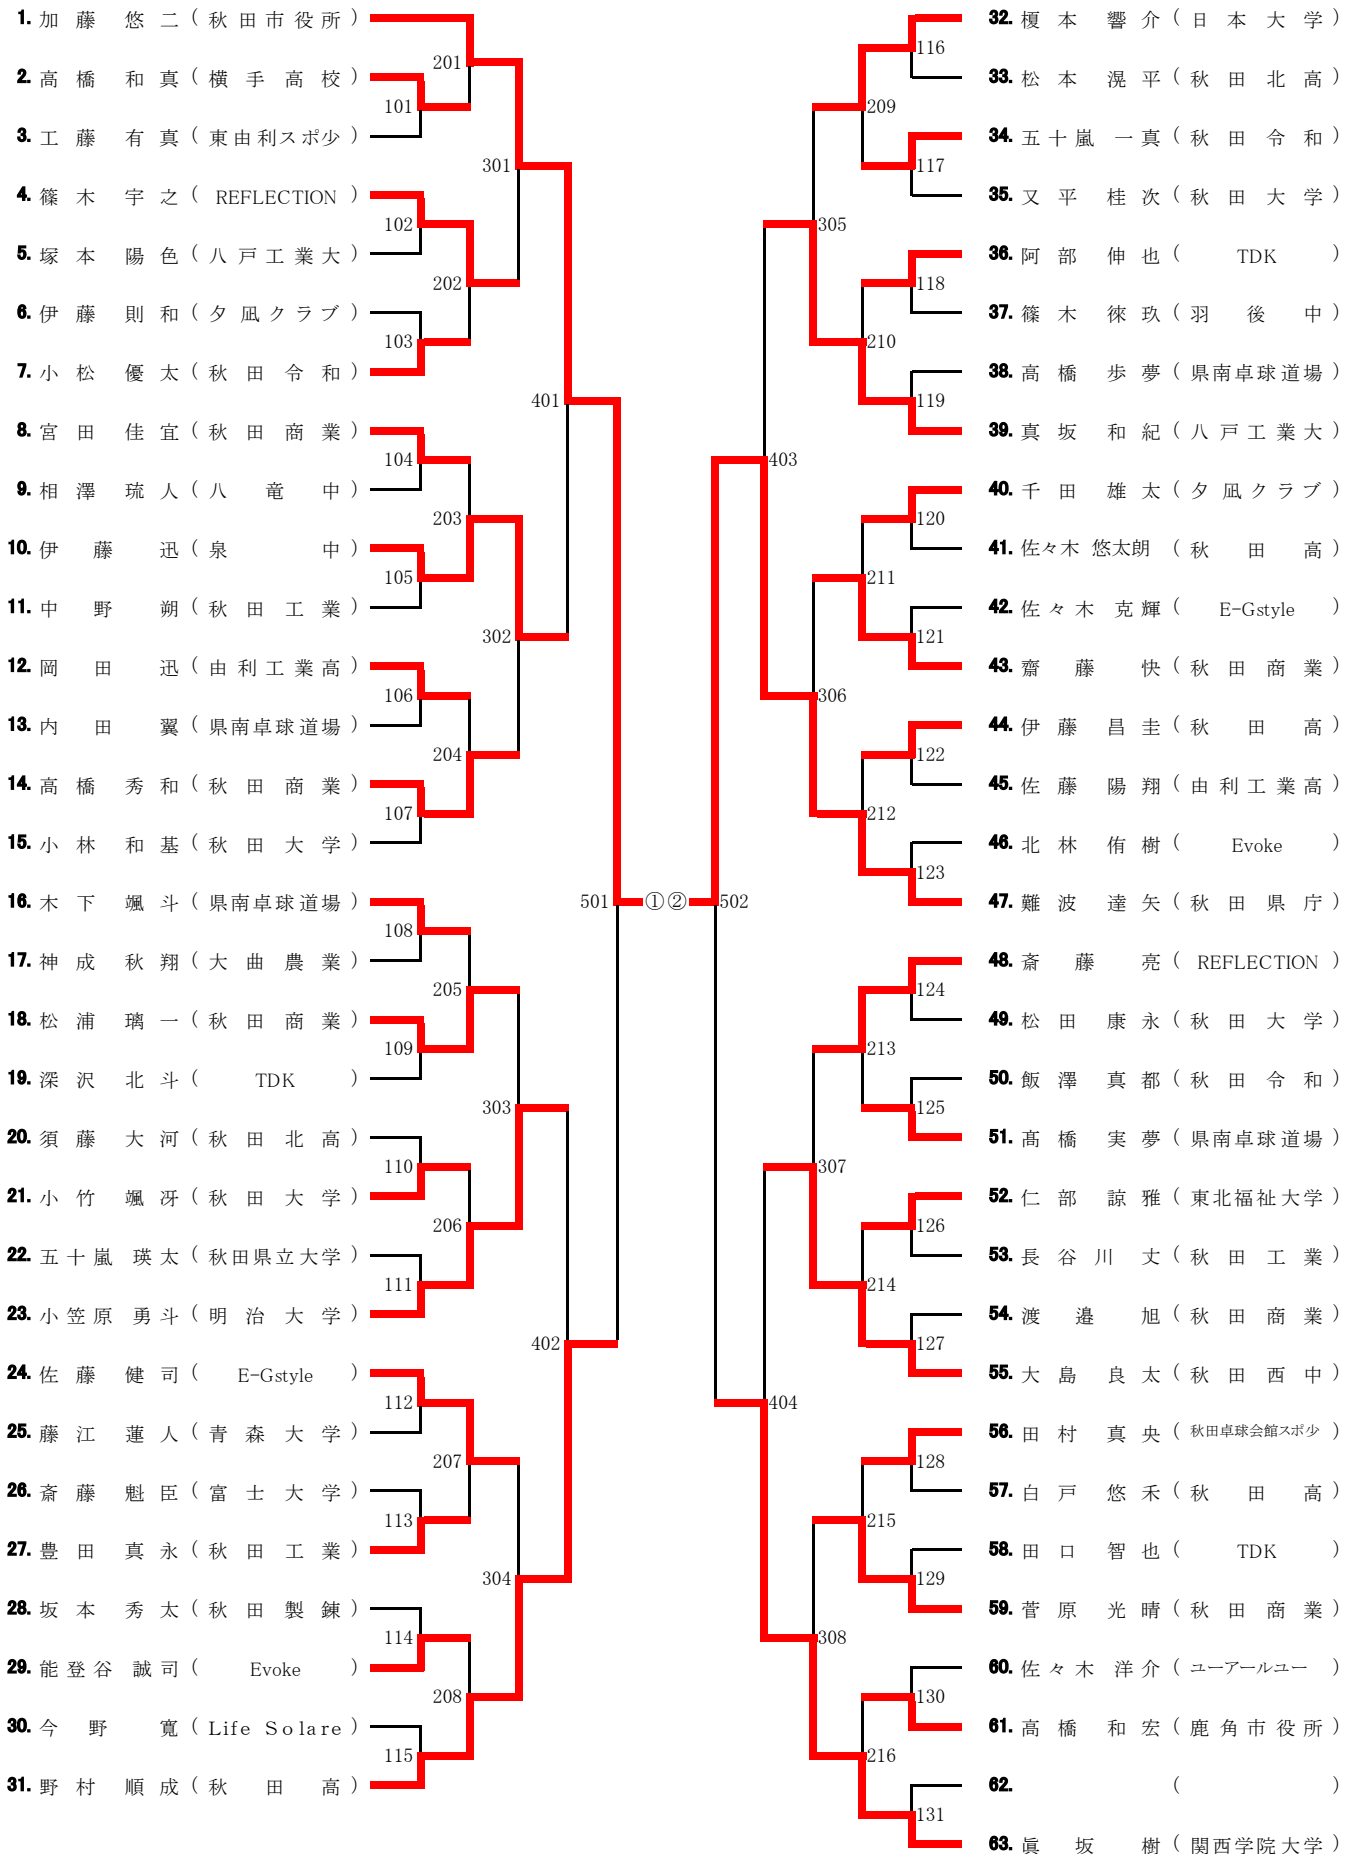 1. 加藤 悠二 (秋田市役所)
2. 高橋 和真 (横手高校)
3. 工藤 有真 (東由利スポ少)
4. 篠木 宇之 (REFLECTION)
5. 塚本 陽色 (八戸工業大)
6. 伊藤 則和 (夕凪クラブ)
7. 小松 優太 (秋田令和)
8. 宮田 佳宜 (秋田商業)
9. 相澤 琉人 (八竜中)
10. 伊藤 迅 (泉中)
11. 中野 朔 (秋田工業)
12. 岡田 迅 (由利工業高)
13. 内田 翼 (県南卓球道場)
14. 高橋 秀和 (秋田商業)
15. 小林 和基 (秋田大学)
16. 木下 颯斗 (県南卓球道場)
17. 神成 秋翔 (大曲農業)
18. 松浦 璃一 (秋田商業)
19. 深沢 北斗 (TDK)
20. 須藤 大河 (秋田北高)
21. 小竹 颯冴 (秋田大学)
22. 五十嵐 瑛太 (秋田県立大学)
23. 小笠原 勇斗 (明治大学)
24. 佐藤 健司 (E-Gstyle)
25. 藤江 蓮人 (青森大学)
26. 斎藤 魁臣 (富士大学)
27. 豊田 真永 (秋田工業)
28. 坂本 秀太 (秋田製錬)
29. 能登谷 誠司 (Evoke)
30. 今野 寛 (Life Solare)
31. 野村 順成 (秋田高)
101
102
103
104
105
106
107
108
109
110
111
112
113
114
115
201
202
203
204
205
206
207
208
301
302
303
304
401
402
501
①②
502
403
404
305
306
307
308
209
210
211
212
213
214
215
216
116
117
118
119
120
121
122
123
124
125
126
127
128
129
130
131
32. 榎本 響介 (日本大学)
33. 松本 滉平 (秋田北高)
34. 五十嵐 一真 (秋田令和)
35. 又平 桂次 (秋田大学)
36. 阿部 伸也 (TDK)
37. 篠木 徠玖 (羽後中)
38. 高橋 歩夢 (県南卓球道場)
39. 真坂 和紀 (八戸工業大)
40. 千田 雄太 (夕凪クラブ)
41. 佐々木 悠太朗 (秋田高)
42. 佐々木 克輝 (E-Gstyle)
43. 齋藤 快 (秋田商業)
44. 伊藤 昌圭 (秋田高)
45. 佐藤 陽翔 (由利工業高)
46. 北林 侑樹 (Evoke)
47. 難波 達矢 (秋田県庁)
48. 斎藤 亮 (REFLECTION)
49. 松田 康永 (秋田大学)
50. 飯澤 真都 (秋田令和)
51. 髙橋 実夢 (県南卓球道場)
52. 仁部 諒雅 (東北福祉大学)
53. 長谷川 丈 (秋田工業)
54. 渡邉 旭 (秋田商業)
55. 大島 良太 (秋田西中)
56. 田村 真央 (秋田卓球会館スポ少)
57. 白戸 悠禾 (秋田高)
58. 田口 智也 (TDK)
59. 菅原 光晴 (秋田商業)
60. 佐々木 洋介 (ユーアールユー)
61. 高橋 和宏 (鹿角市役所)
62. ( )
63. 眞坂 樹 (関西学院大学)